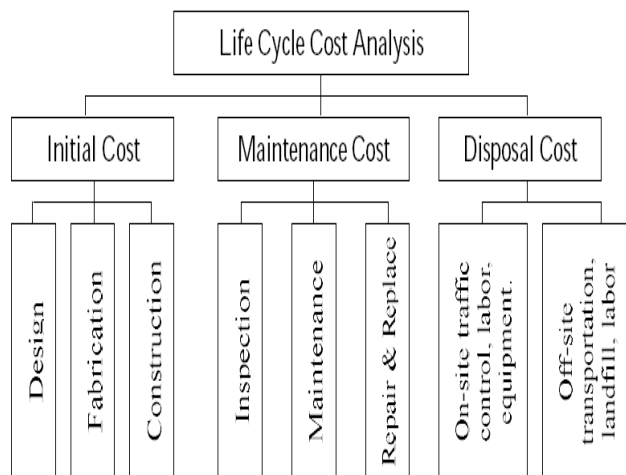 Life Cycle Cost Analysis
Initial Cost
Maintenance Cost
Disposal Cost
Design
Fabrication
Construction
Inspection
Maintenance
Repair & Replace
On-site traffic
control, labor,
equipment.
Off-site
transportation,
landfill, labor